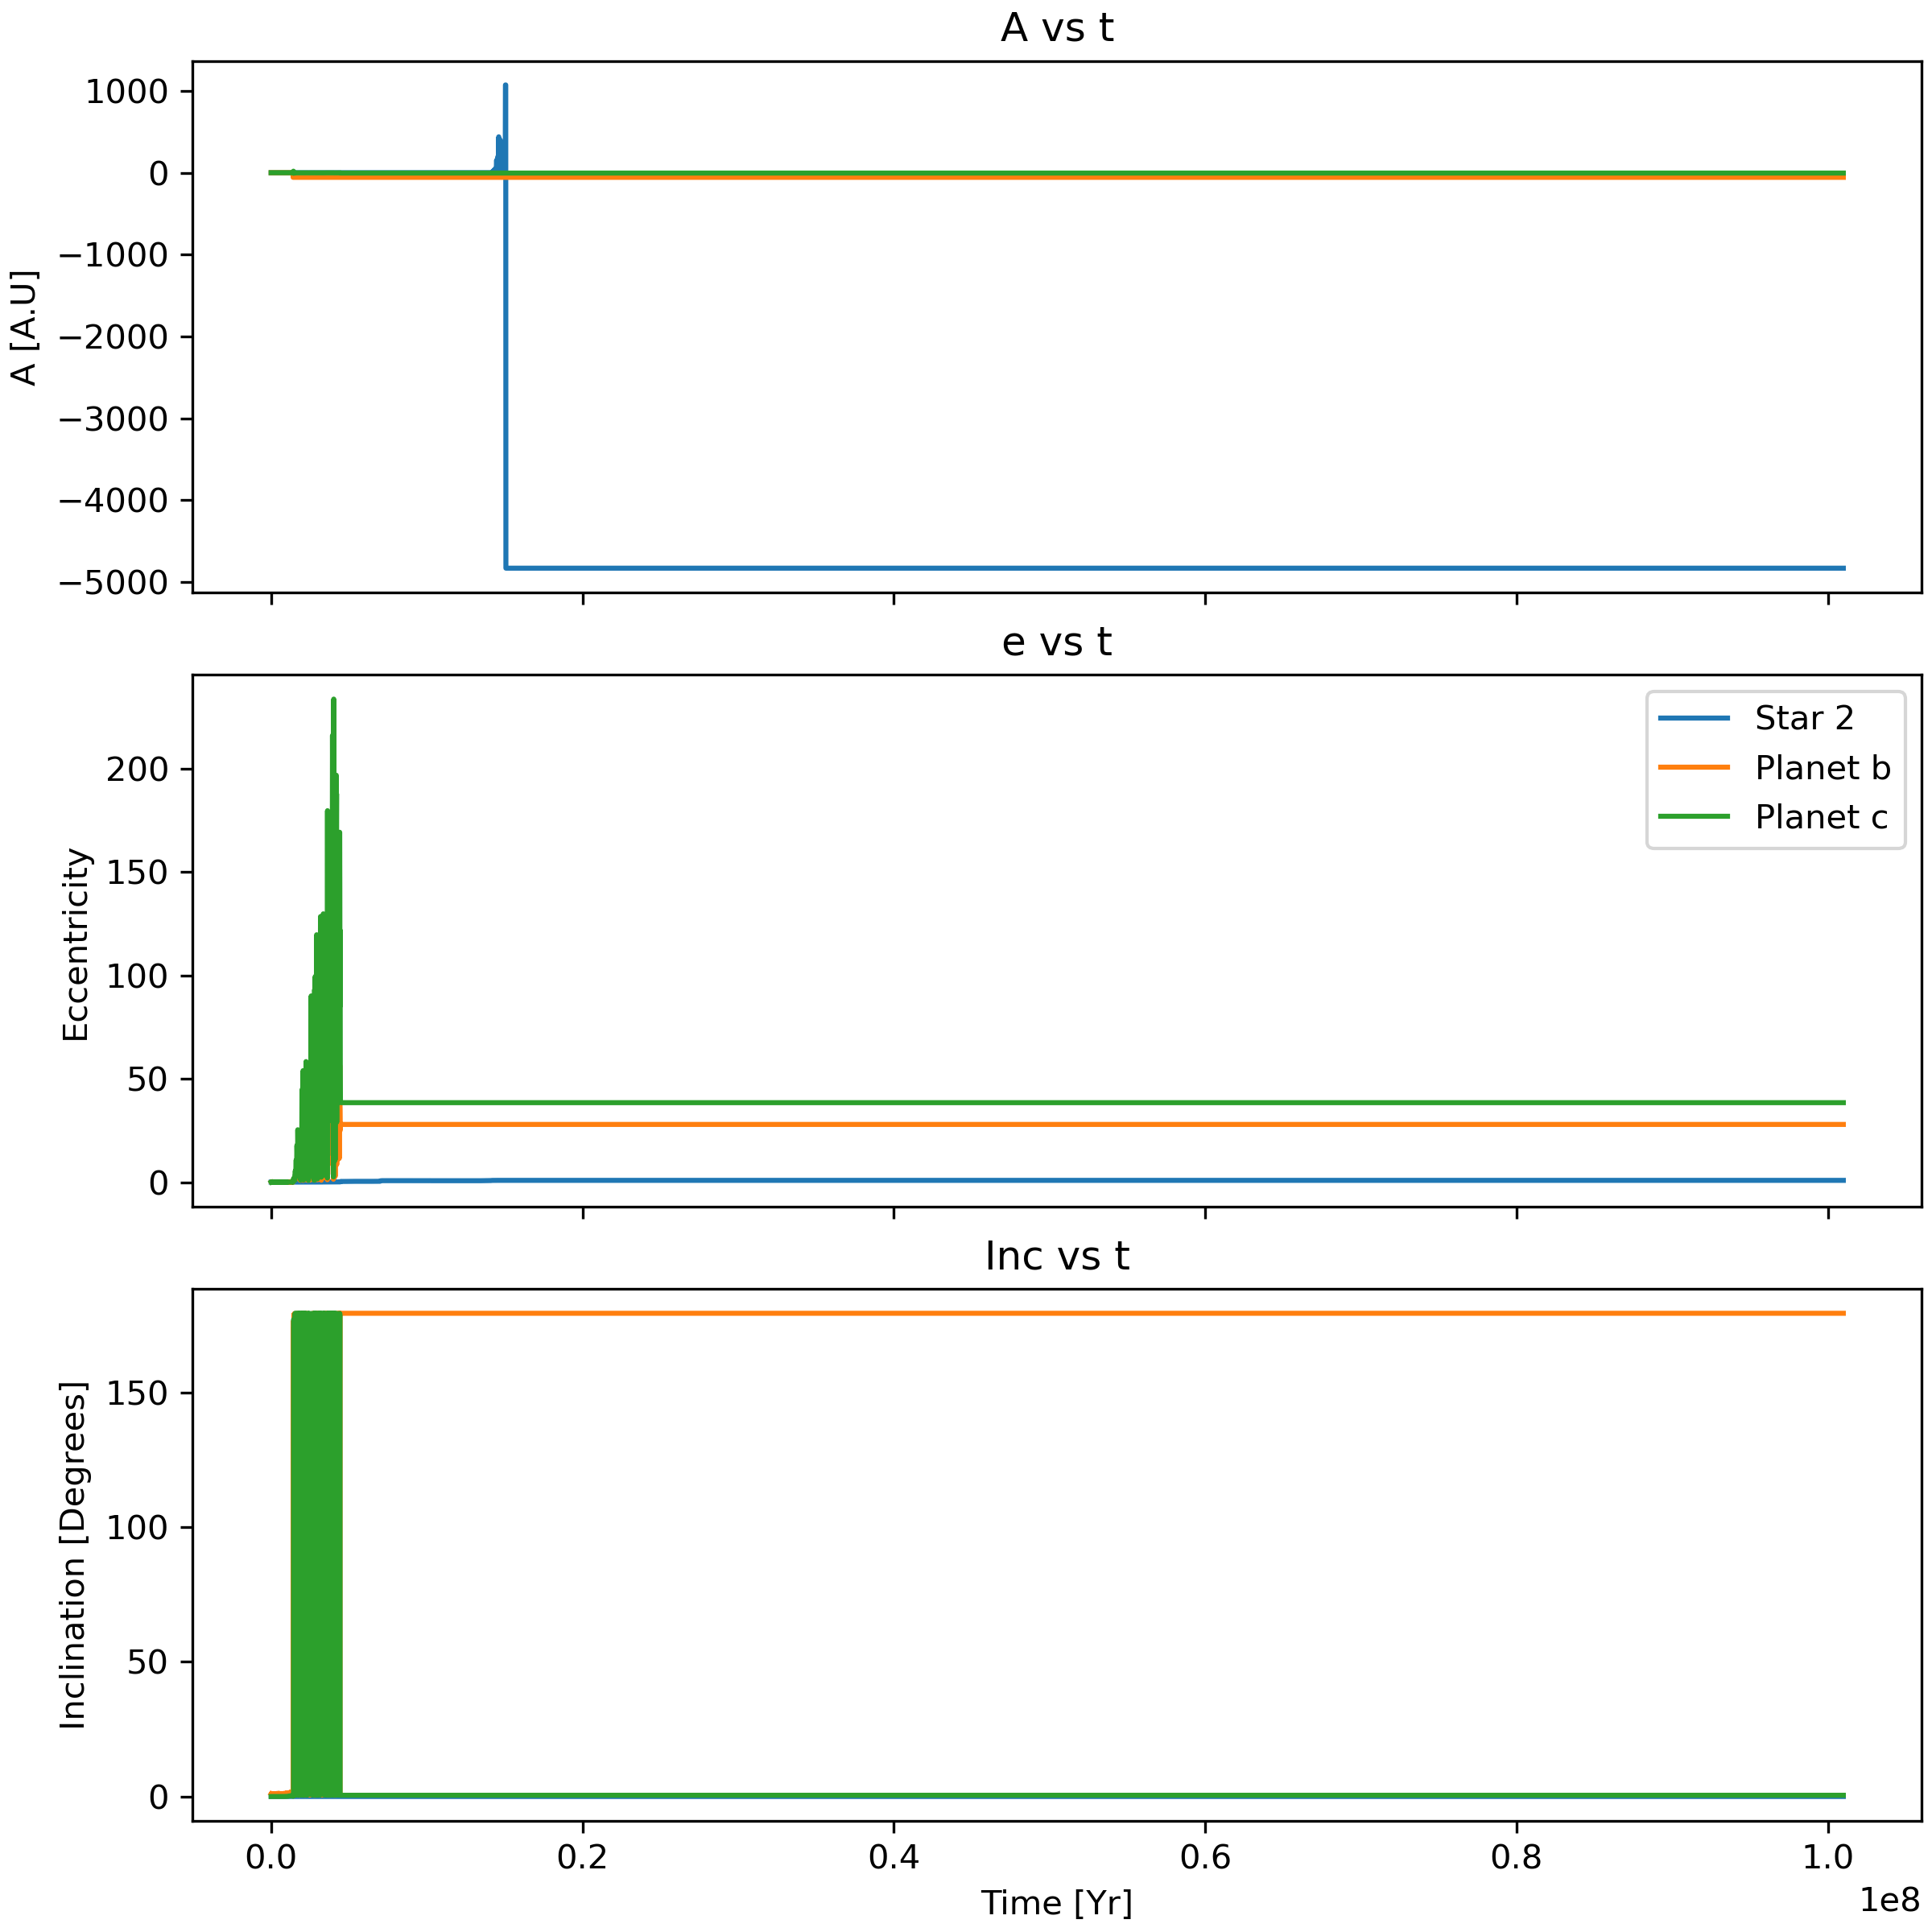 A vs t
1000
0
−1000
−2000
−3000
−4000
−5000
A [A.U]
e vs t
200
150
100
50
0
Eccentricity
Star 2
Planet b
Planet c
Inc vs t
150
100
50
0
Inclination [Degrees]
0.0 0.2 0.4 0.6 0.8 1.0
Time [Yr]
1e8